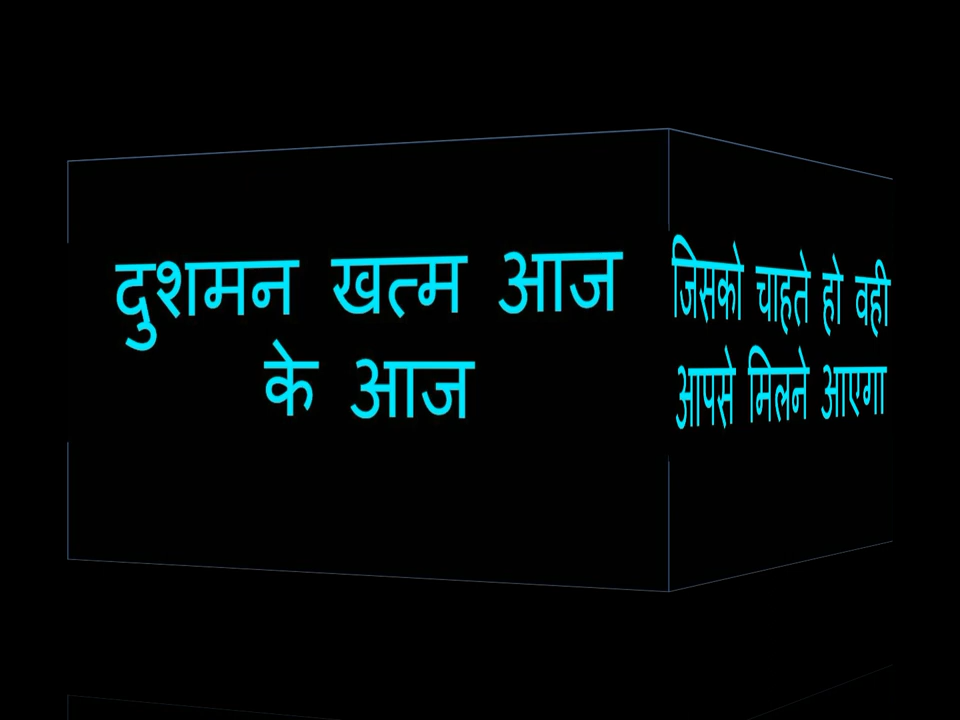 दुशमन खत्म आज
के आज
जिसको चाहते हो वही
आपसे मिलने आएगा